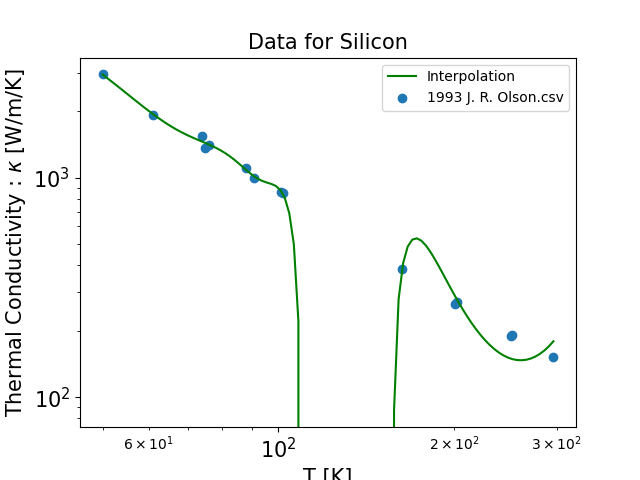 Data for Silicon
Interpolation
1993 J. R. Olson.csv
Thermal Conductivity : κ [W/m/K]
10³
10²
6 × 10¹
10²
2 × 10²
3 × 10²
T [K]